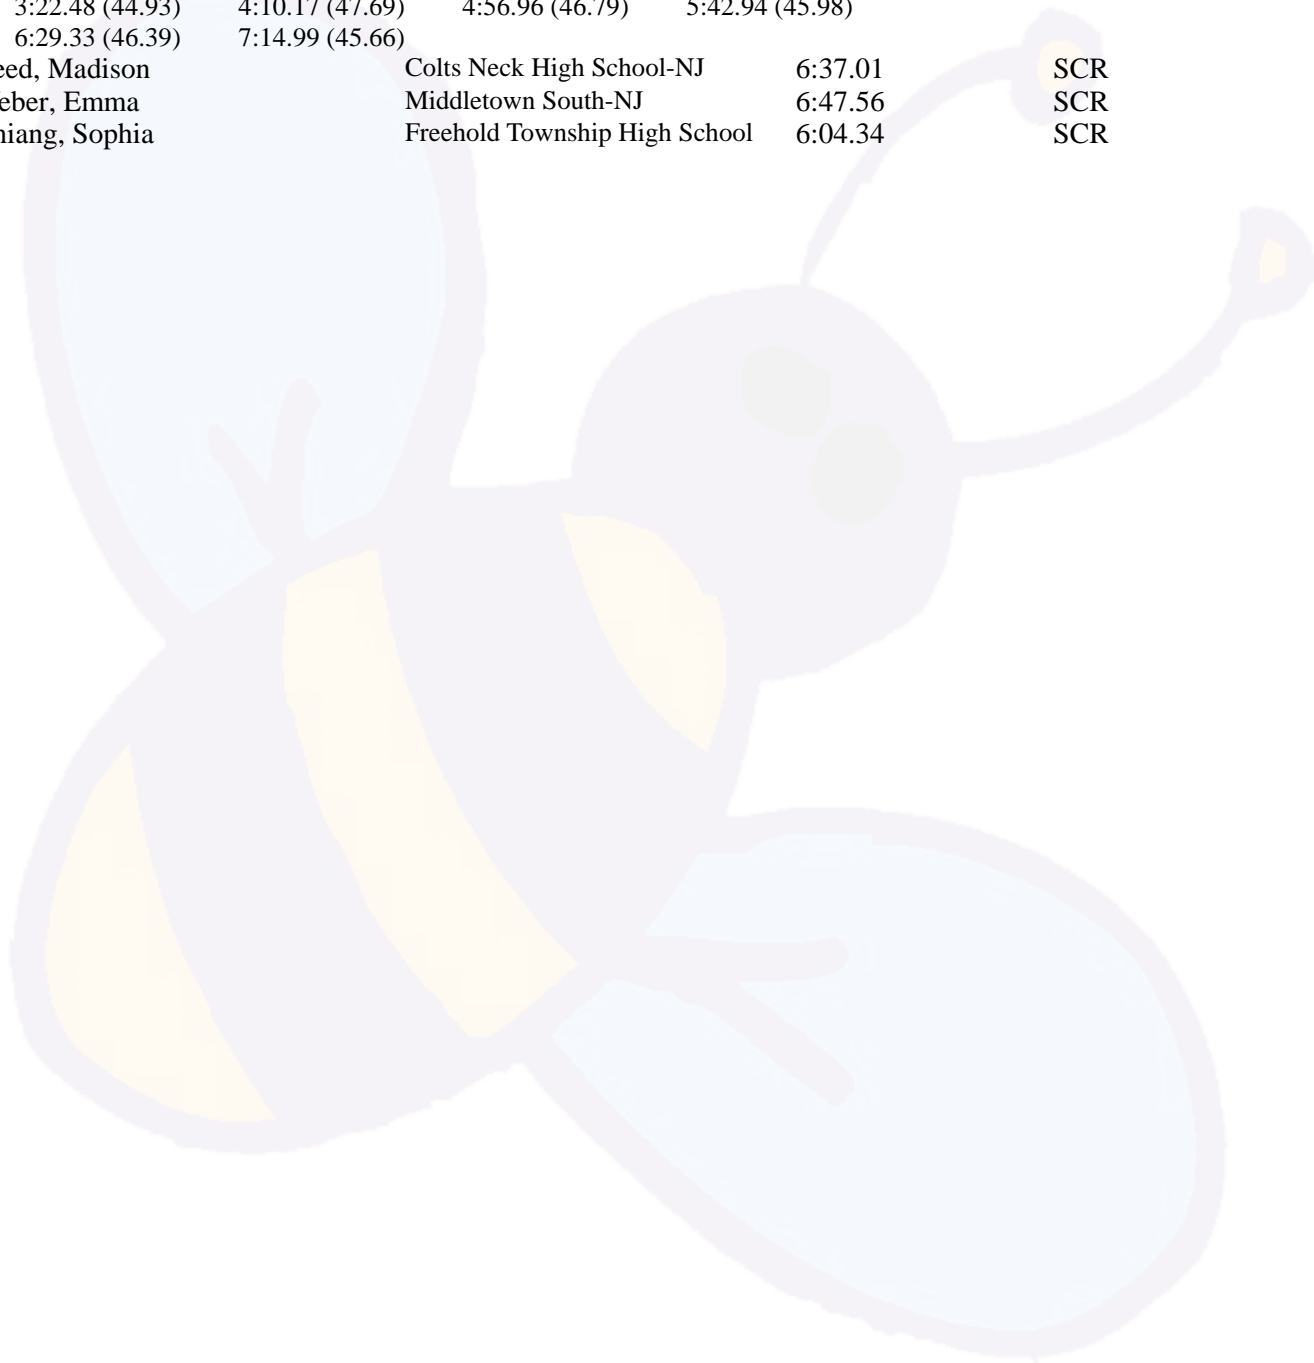 3:22.48 (44.93) 4:10.17 (47.69) 4:56.96 (46.79) 5:42.94 (45.98)
6:29.33 (46.39) 7:14.99 (45.66)
eed, Madison Colts Neck High School-NJ 6:37.01 SCR
eber, Emma Middletown South-NJ 6:47.56 SCR
hiang, Sophia Freehold Township High School 6:04.34 SCR